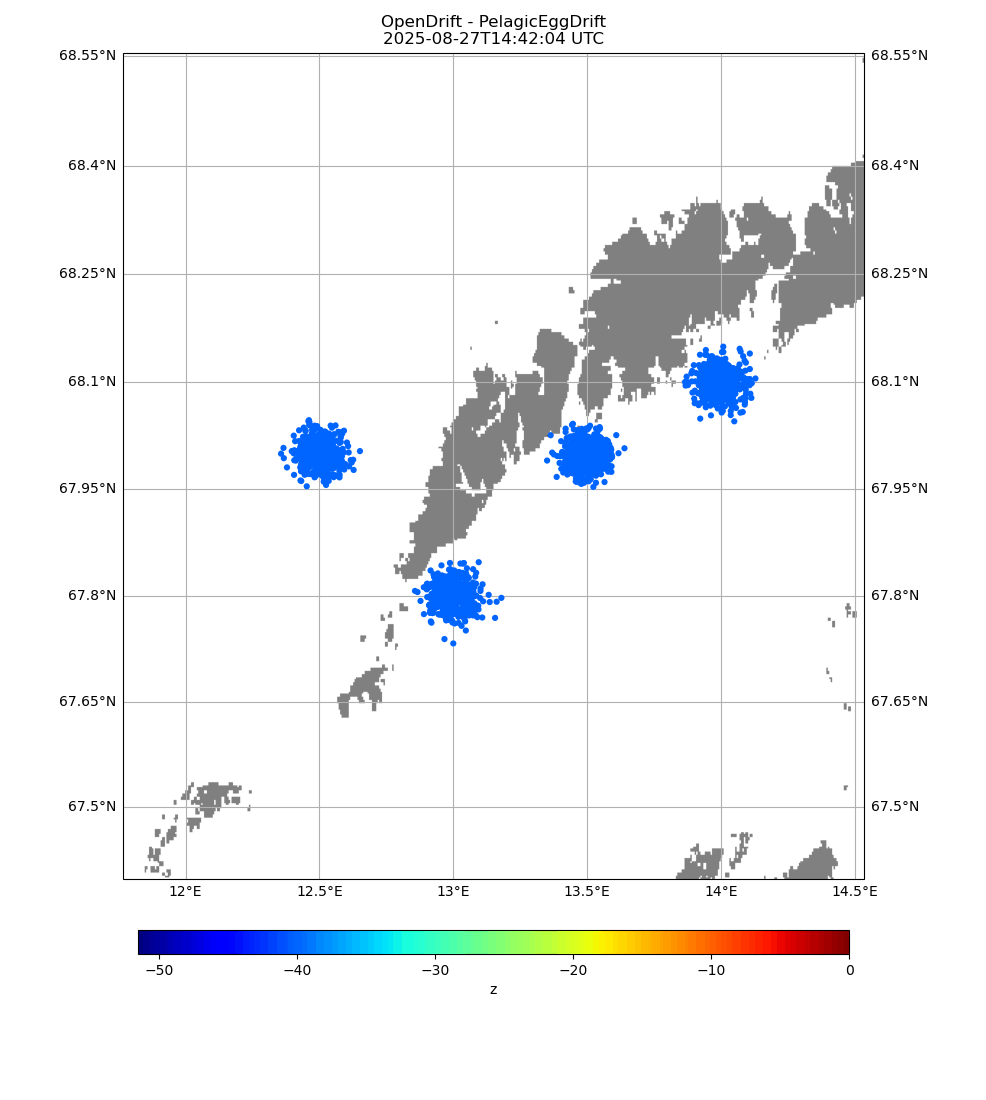 OpenDrift - PelagicEggDrift
2025-08-27T14:42:04 UTC
68.55°N 68.55°N
68.4°N 68.4°N
68.25°N 68.25°N
68.1°N 68.1°N
67.95°N 67.95°N
67.8°N 67.8°N
67.65°N 67.65°N
67.5°N 67.5°N
12°E 12.5°E 13°E 13.5°E 14°E 14.5°E
−50 −40 −30 −20 −10 0
z